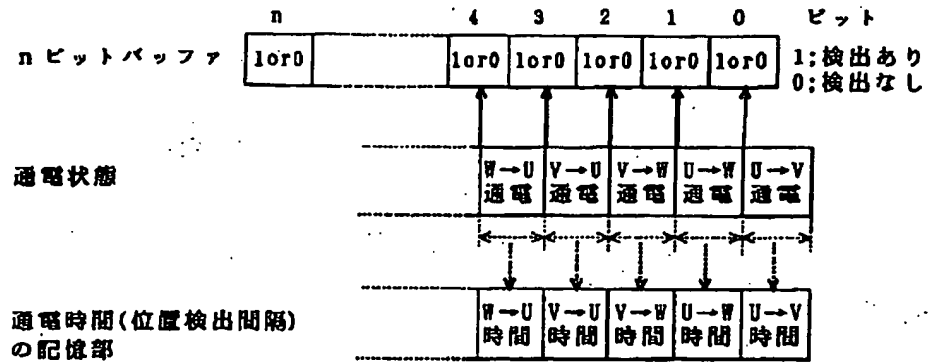 n 4 3 2 1 0 ビット
nビットバッファ 1or0 1or0 1or0 1or0 1or0 1or0 1;検出あり
0;検出なし
通電状態 W→U V→U V→W U→W U→V
通電 通電 通電 通電 通電
通電時間(位置検出間隔) W→U V→U V→W U→W U→V
の記憶部 時間 時間 時間 時間 時間